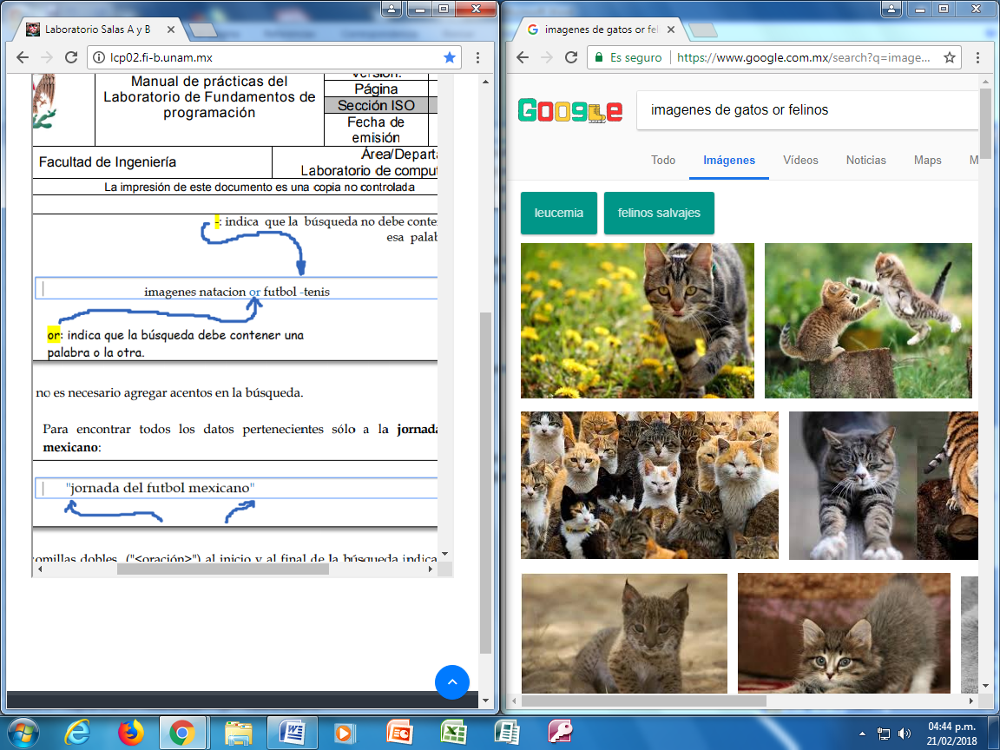 Laboratorio Salas A y B
lcp02.fi-b.unam.mx
Manual de prácticas del
Laboratorio de Fundamentos de
programación
Versión:
Página
Sección ISO
Fecha de
emisión
Facultad de Ingeniería
Área/Departa
Laboratorio de comput
La impresión de este documento es una copia no controlada
-: indica que la búsqueda no debe conte
esa palab
imagenes natacion or futbol -tenis
or: indica que la búsqueda debe contener una
palabra o la otra.
no es necesario agregar acentos en la búsqueda.
Para encontrar todos los datos pertenecientes sólo a la jornada
mexicano:
"jornada del futbol mexicano"
omillas dobles ("<oración>") al inicio y al final de la búsqueda indica
imagenes de gatos or fel
Es seguro
https://www.google.com.mx/search?q=image...
Google
imagenes de gatos or felinos
Todo
Imágenes
Vídeos
Noticias
Maps
M
leucemia
felinos salvajes
04:44 p.m.
21/02/2018